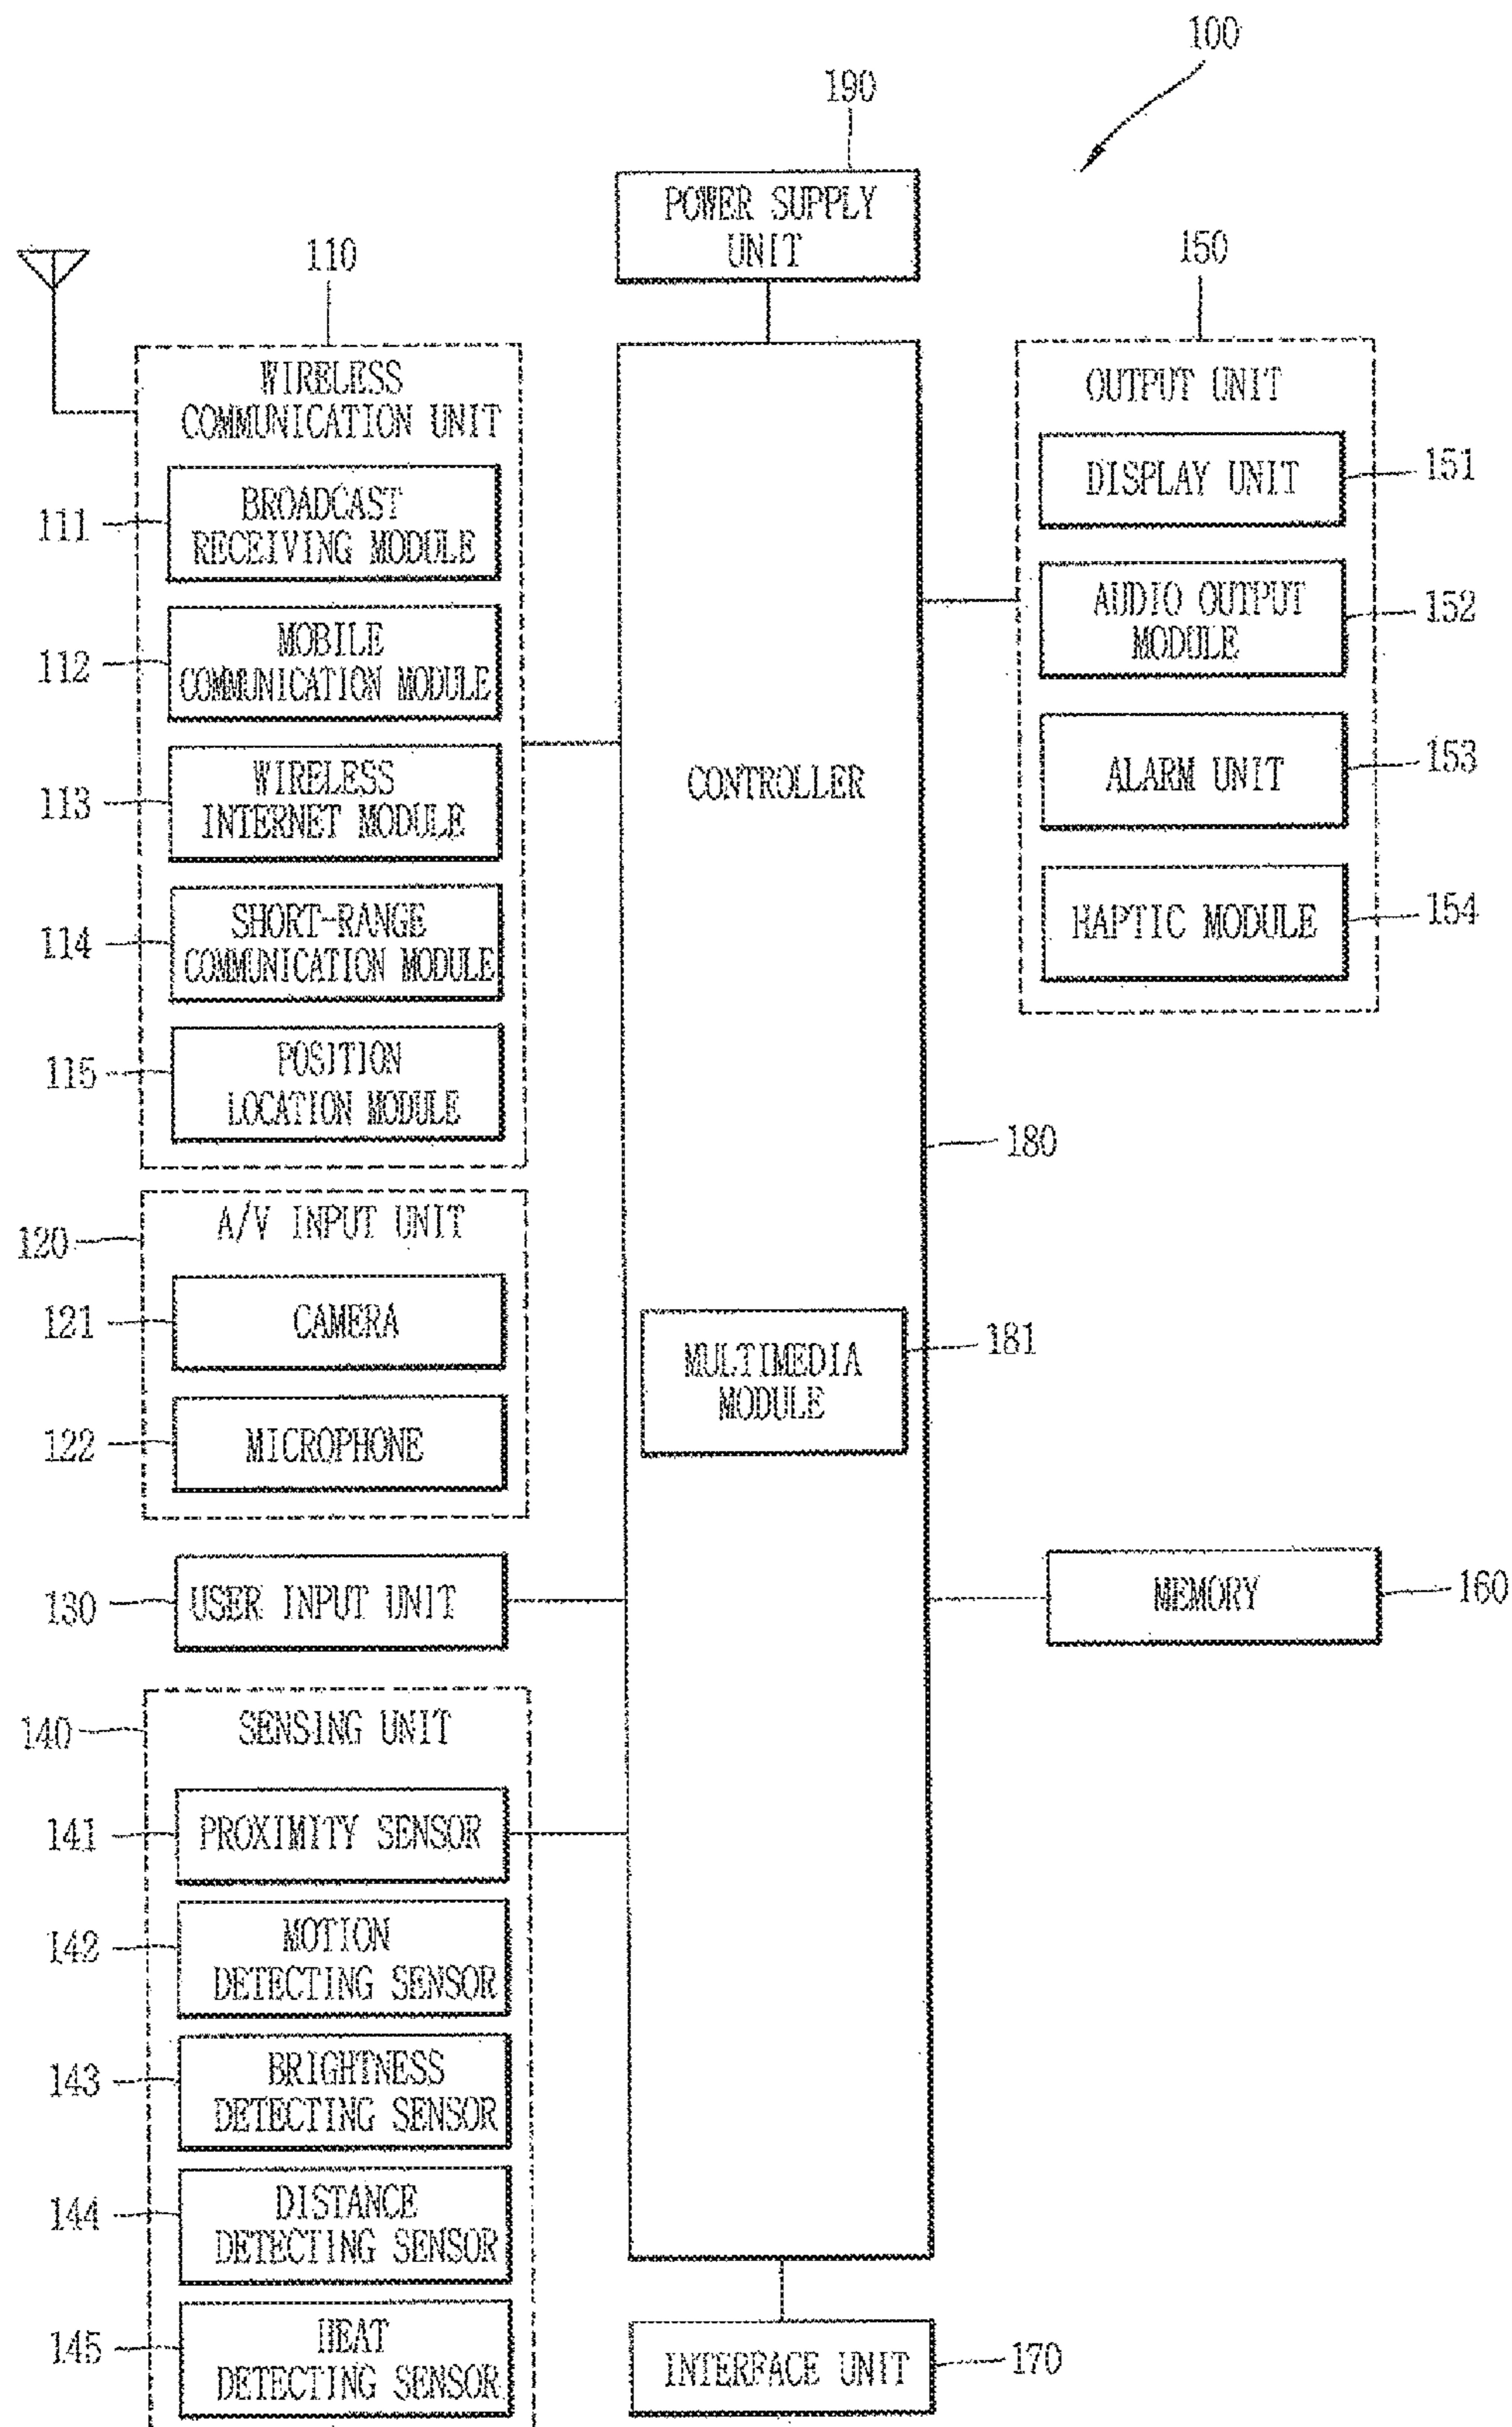 100
190
POWER SUPPLY
UNIT
110
150
WIRELESS
COMMUNICATION UNIT
111
BROADCAST
RECEIVING MODULE
112
MOBILE
COMMUNICATION MODULE
113
WIRELESS
INTERNET MODULE
114
SHORT-RANGE
COMMUNICATION MODULE
115
POSITION
LOCATION MODULE
120
A/V INPUT UNIT
121
CAMERA
122
MICROPHONE
130
USER INPUT UNIT
140
SENSING UNIT
141
PROXIMITY SENSOR
142
MOTION
DETECTING SENSOR
143
BRIGHTNESS
DETECTING SENSOR
144
DISTANCE
DETECTING SENSOR
145
HEAT
DETECTING SENSOR
CONTROLLER
180
MULTIMEDIA
MODULE
181
INTERFACE UNIT
170
OUTPUT UNIT
DISPLAY UNIT
151
AUDIO OUTPUT
MODULE
152
ALARM UNIT
153
HAPTIC MODULE
154
MEMORY
160